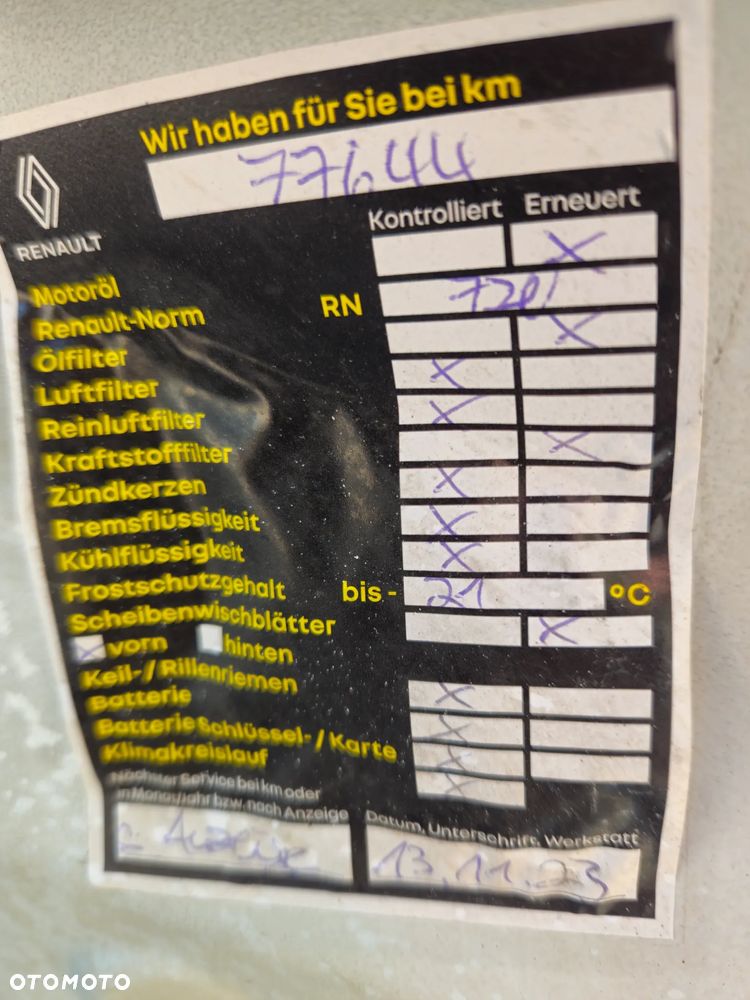 Wir haben für Sie bei km
77644
RENAULT
Kontrolliert Erneuert
Motoröl X
Renault-Norm RN 720
Ölfilter X
Luftfilter X
Reinluftfilter X
Kraftstofffilter X
Zündkerzen X
Bremsflüssigkeit X
Kühlflüssigkeit X
Frostschutzgehalt bis - 21 °C
Scheibenwischblätter X
X vorn hinten
Keil-/Rillenriemen X
Batterie X
Batterie Schlüssel-/Karte X
Klimakreislauf X
Nächster Service bei km oder
in Monat/Jahr bzw. nach Anzeige
Datum, Unterschrift, Werkstatt
13.11.23
OTOMOTO